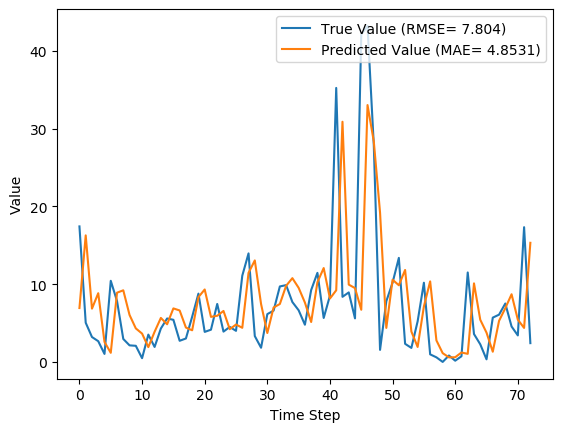 True Value (RMSE= 7.804)
Predicted Value (MAE= 4.8531)
40
30
20
10
0
Value
0 10 20 30 40 50 60 70
Time Step